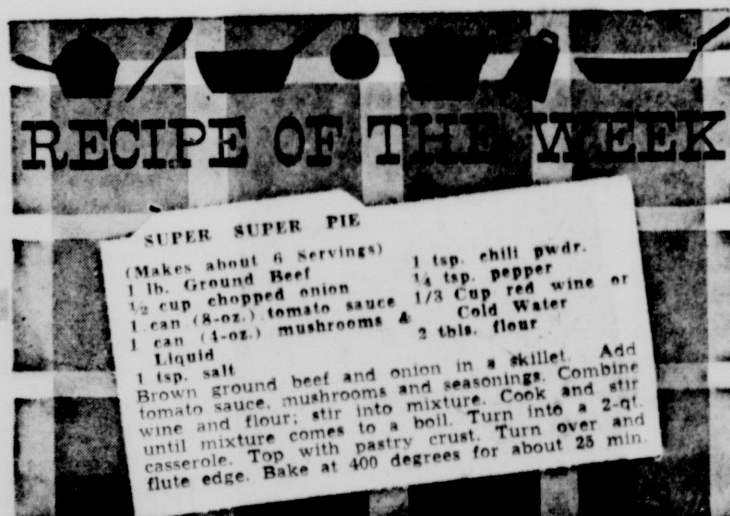 RECIPE OF THE WEEK
SUPER SUPER PIE
(Makes about 6 Servings)
1 lb. Ground Beef
½ cup chopped onion
1 can (8-oz.) tomato sauce
1 can (4-oz.) mushrooms &
Liquid
1 tsp. salt
1 tsp. chili pwdr.
¼ tsp. pepper
1/3 Cup red wine or
Cold Water
2 tbls. flour
Brown ground beef and onion in a skillet. Add
tomato sauce, mushrooms and seasonings. Combine
wine and flour; stir into mixture. Cook and stir
until mixture comes to a boil. Turn into a 2-qt.
casserole. Top with pastry crust. Turn over and
flute edge. Bake at 400 degrees for about 25 min.